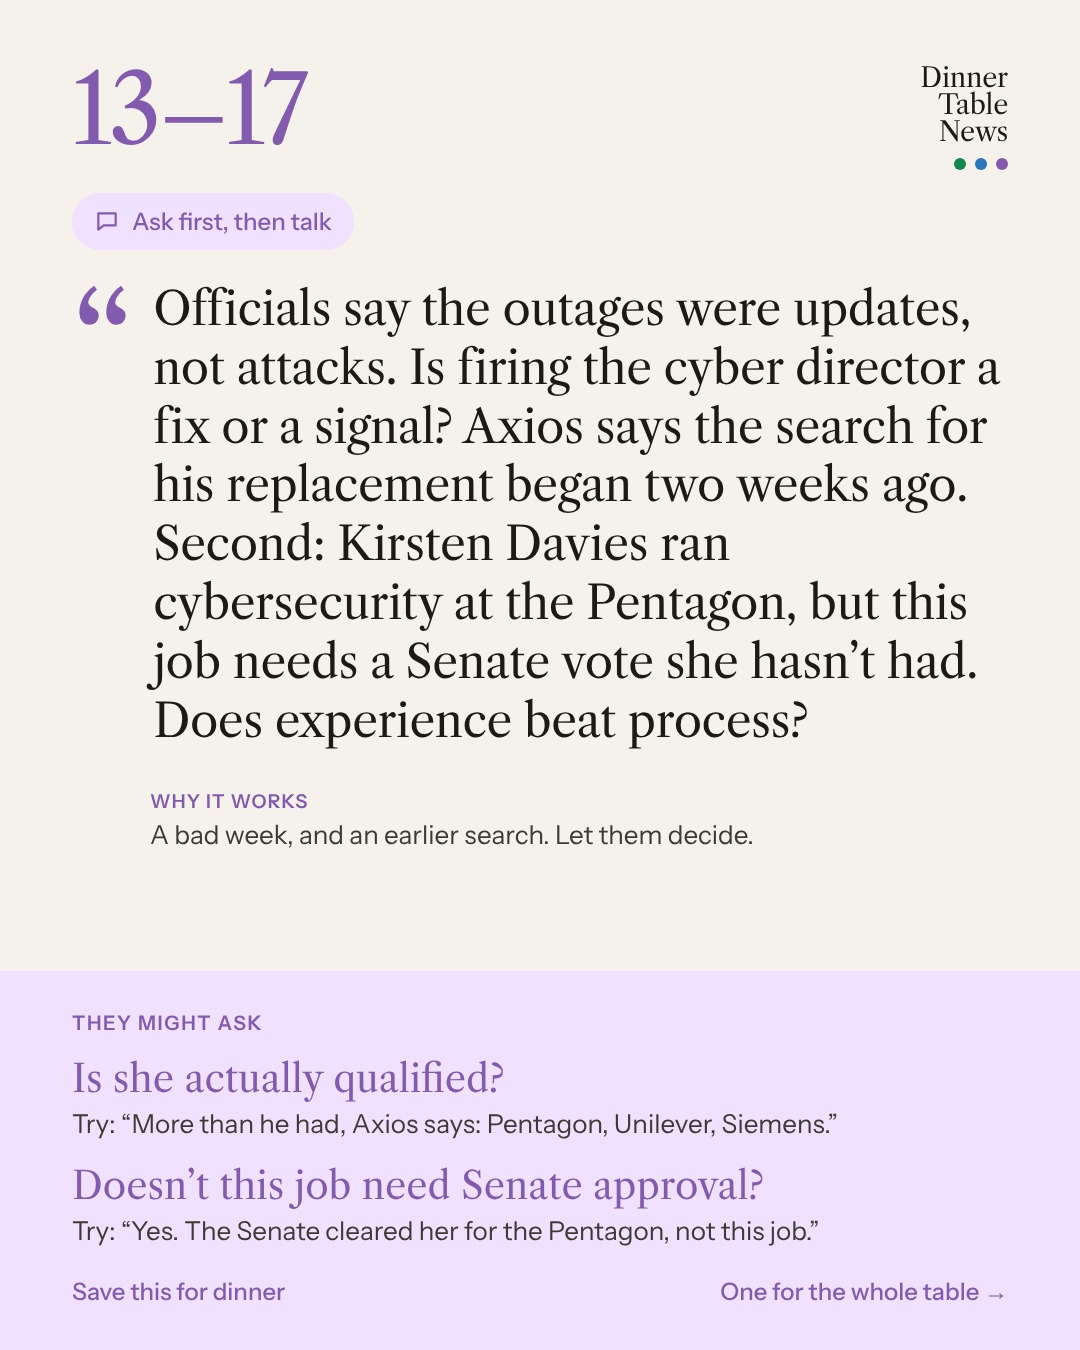 13–17
Dinner
Table
News
Ask first, then talk
“Officials say the outages were updates,
not attacks. Is firing the cyber director a
fix or a signal? Axios says the search for
his replacement began two weeks ago.
Second: Kirsten Davies ran
cybersecurity at the Pentagon, but this
job needs a Senate vote she hasn’t had.
Does experience beat process?
WHY IT WORKS
A bad week, and an earlier search. Let them decide.
THEY MIGHT ASK
Is she actually qualified?
Try: “More than he had, Axios says: Pentagon, Unilever, Siemens.”
Doesn’t this job need Senate approval?
Try: “Yes. The Senate cleared her for the Pentagon, not this job.”
Save this for dinner
One for the whole table →